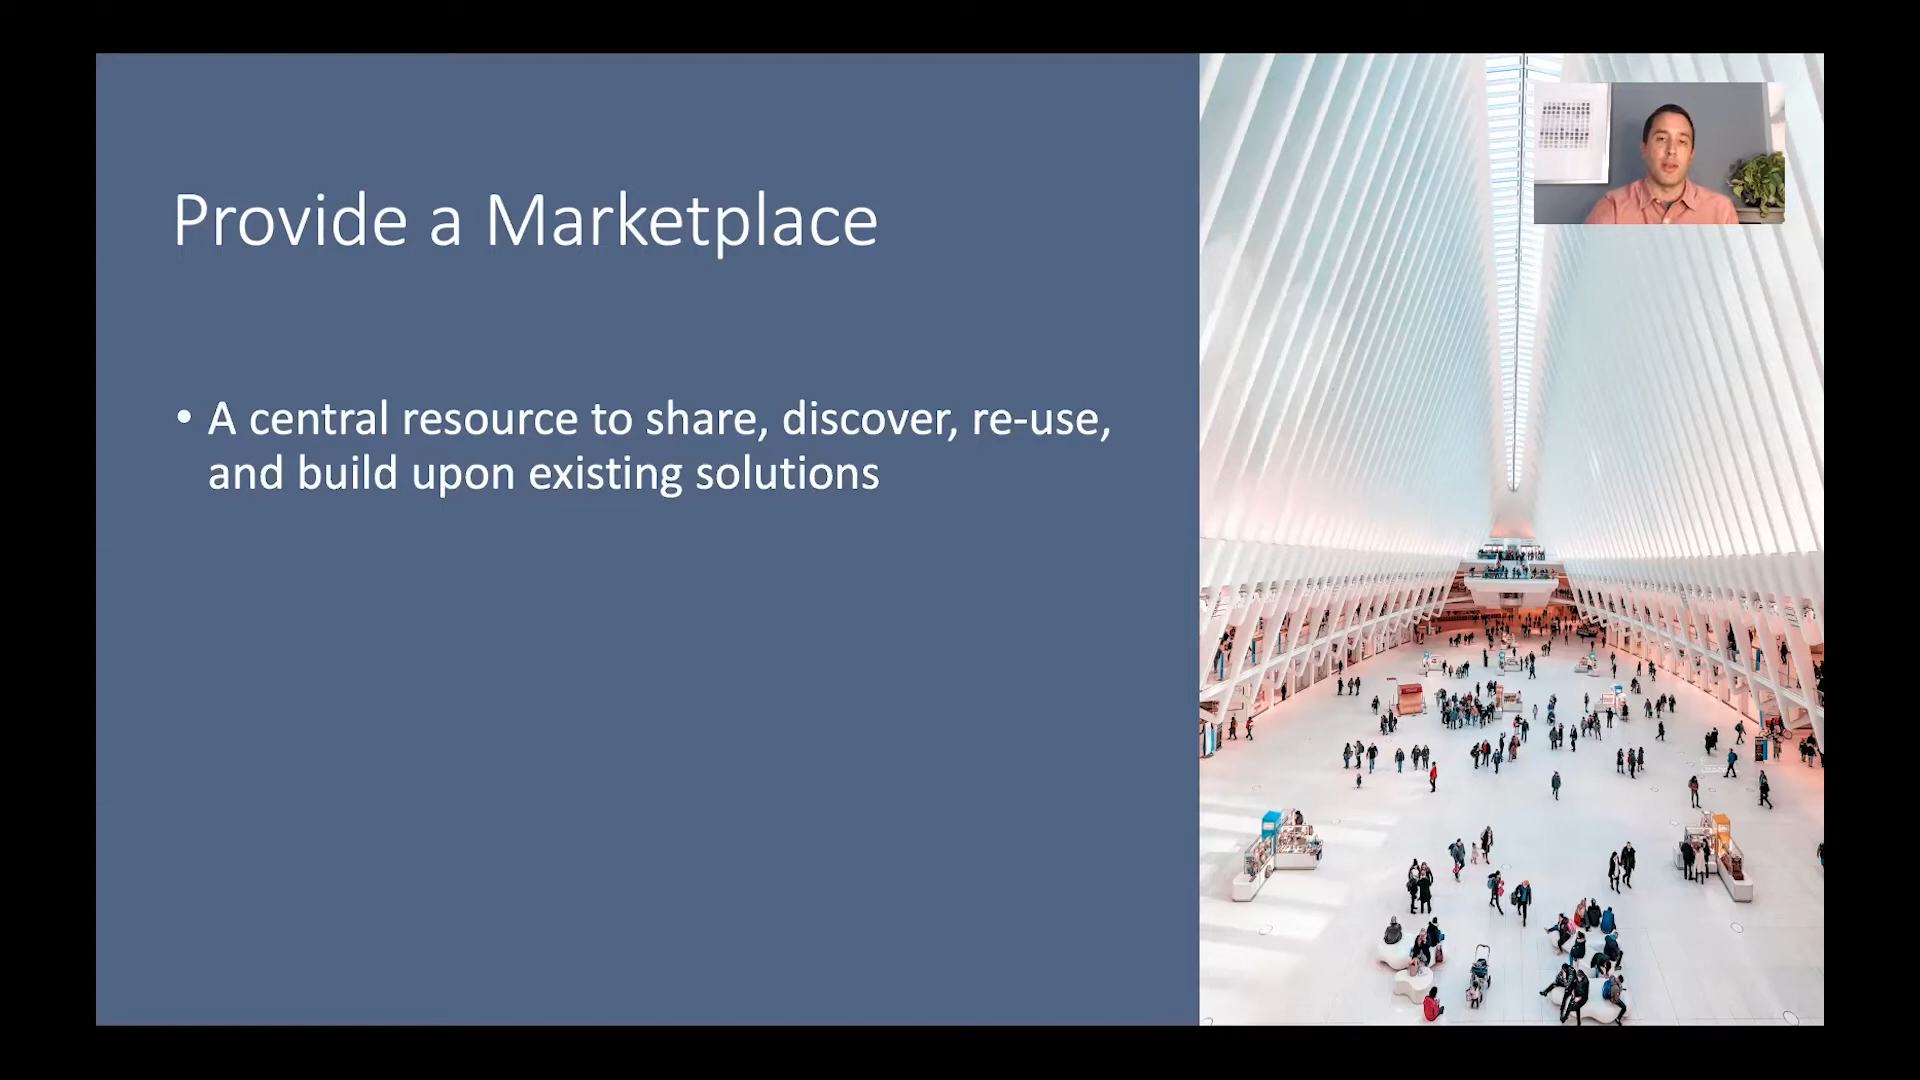 Provide a Marketplace
• A central resource to share, discover, re-use,
and build upon existing solutions